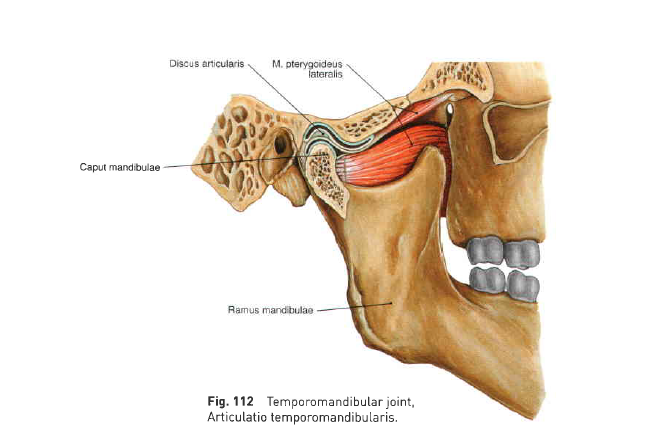 Discus articularis
M. pterygoideus
lateralis
Caput mandibulae
Ramus mandibulae
Fig. 112 Temporomandibular joint,
Articulatio temporomandibularis.